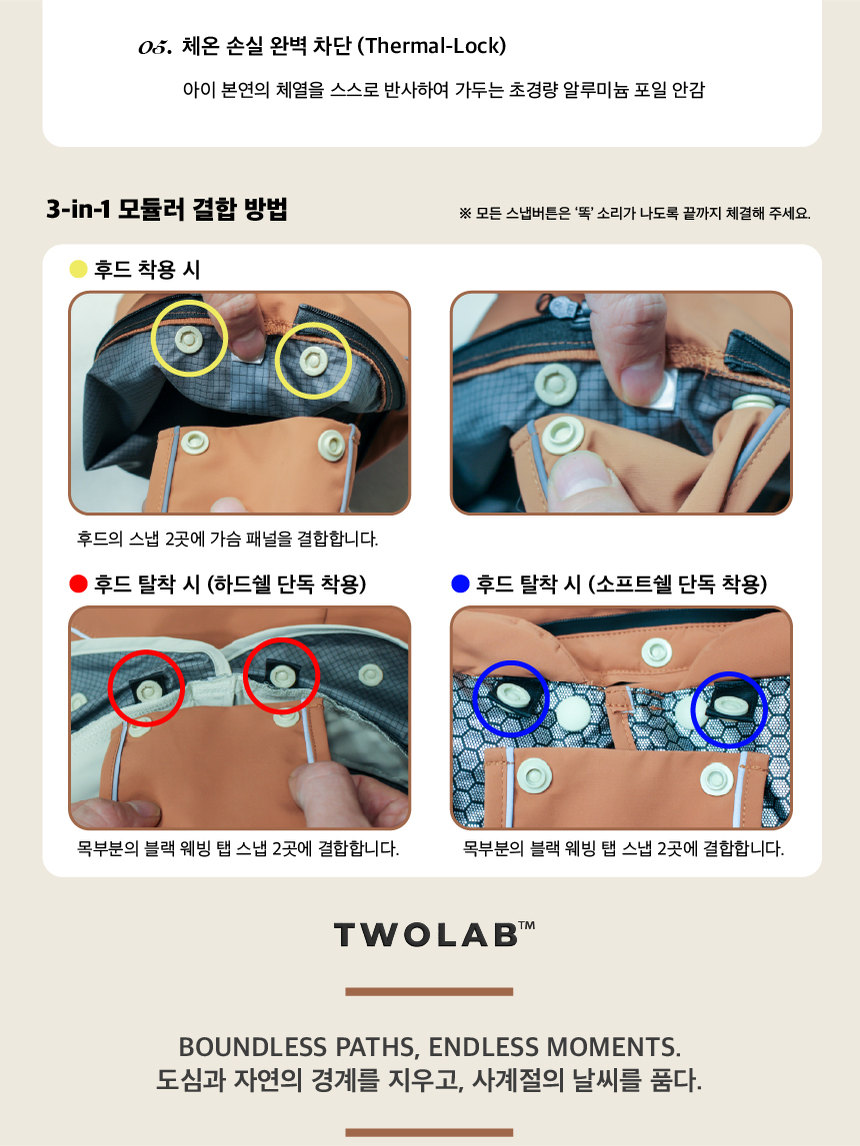 05. 체온 손실 완벽 차단 (Thermal-Lock)
아이 본연의 체열을 스스로 반사하여 가두는 초경량 알루미늄 포일 안감
3-in-1 모듈러 결합 방법
※ 모든 스냅버튼은 ‘똑’ 소리가 나도록 끝까지 체결해 주세요.
후드 착용 시
후드의 스냅 2곳에 가슴 패널을 결합합니다.
후드 탈착 시 (하드쉘 단독 착용)
후드 탈착 시 (소프트쉘 단독 착용)
목부분의 블랙 웨빙 탭 스냅 2곳에 결합합니다.
목부분의 블랙 웨빙 탭 스냅 2곳에 결합합니다.
TWOLAB™
BOUNDLESS PATHS, ENDLESS MOMENTS.
도심과 자연의 경계를 지우고, 사계절의 날씨를 품다.